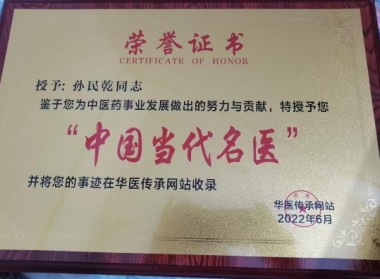 荣誉证书
CERTIFICATE OF HONOR
授予：孙民乾同志
鉴于您为中医药事业发展做出的努力与贡献，特授予您
“中国当代名医”
并将您的事迹在华医传承网站收录
华医传承网站
2022年6月